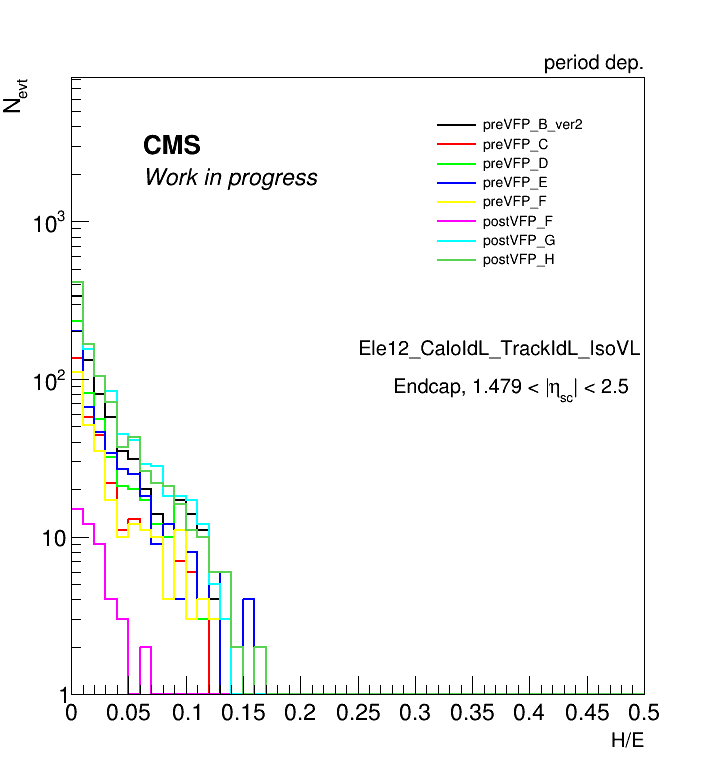 period dep.
N_evt
CMS
Work in progress
preVFP_B_ver2
preVFP_C
preVFP_D
preVFP_E
preVFP_F
postVFP_F
postVFP_G
postVFP_H
Ele12_CaloIdL_TrackIdL_IsoVL
Endcap, 1.479 < |η_sc| < 2.5
10³
10²
10
1
0 0.05 0.1 0.15 0.2 0.25 0.3 0.35 0.4 0.45 0.5
H/E